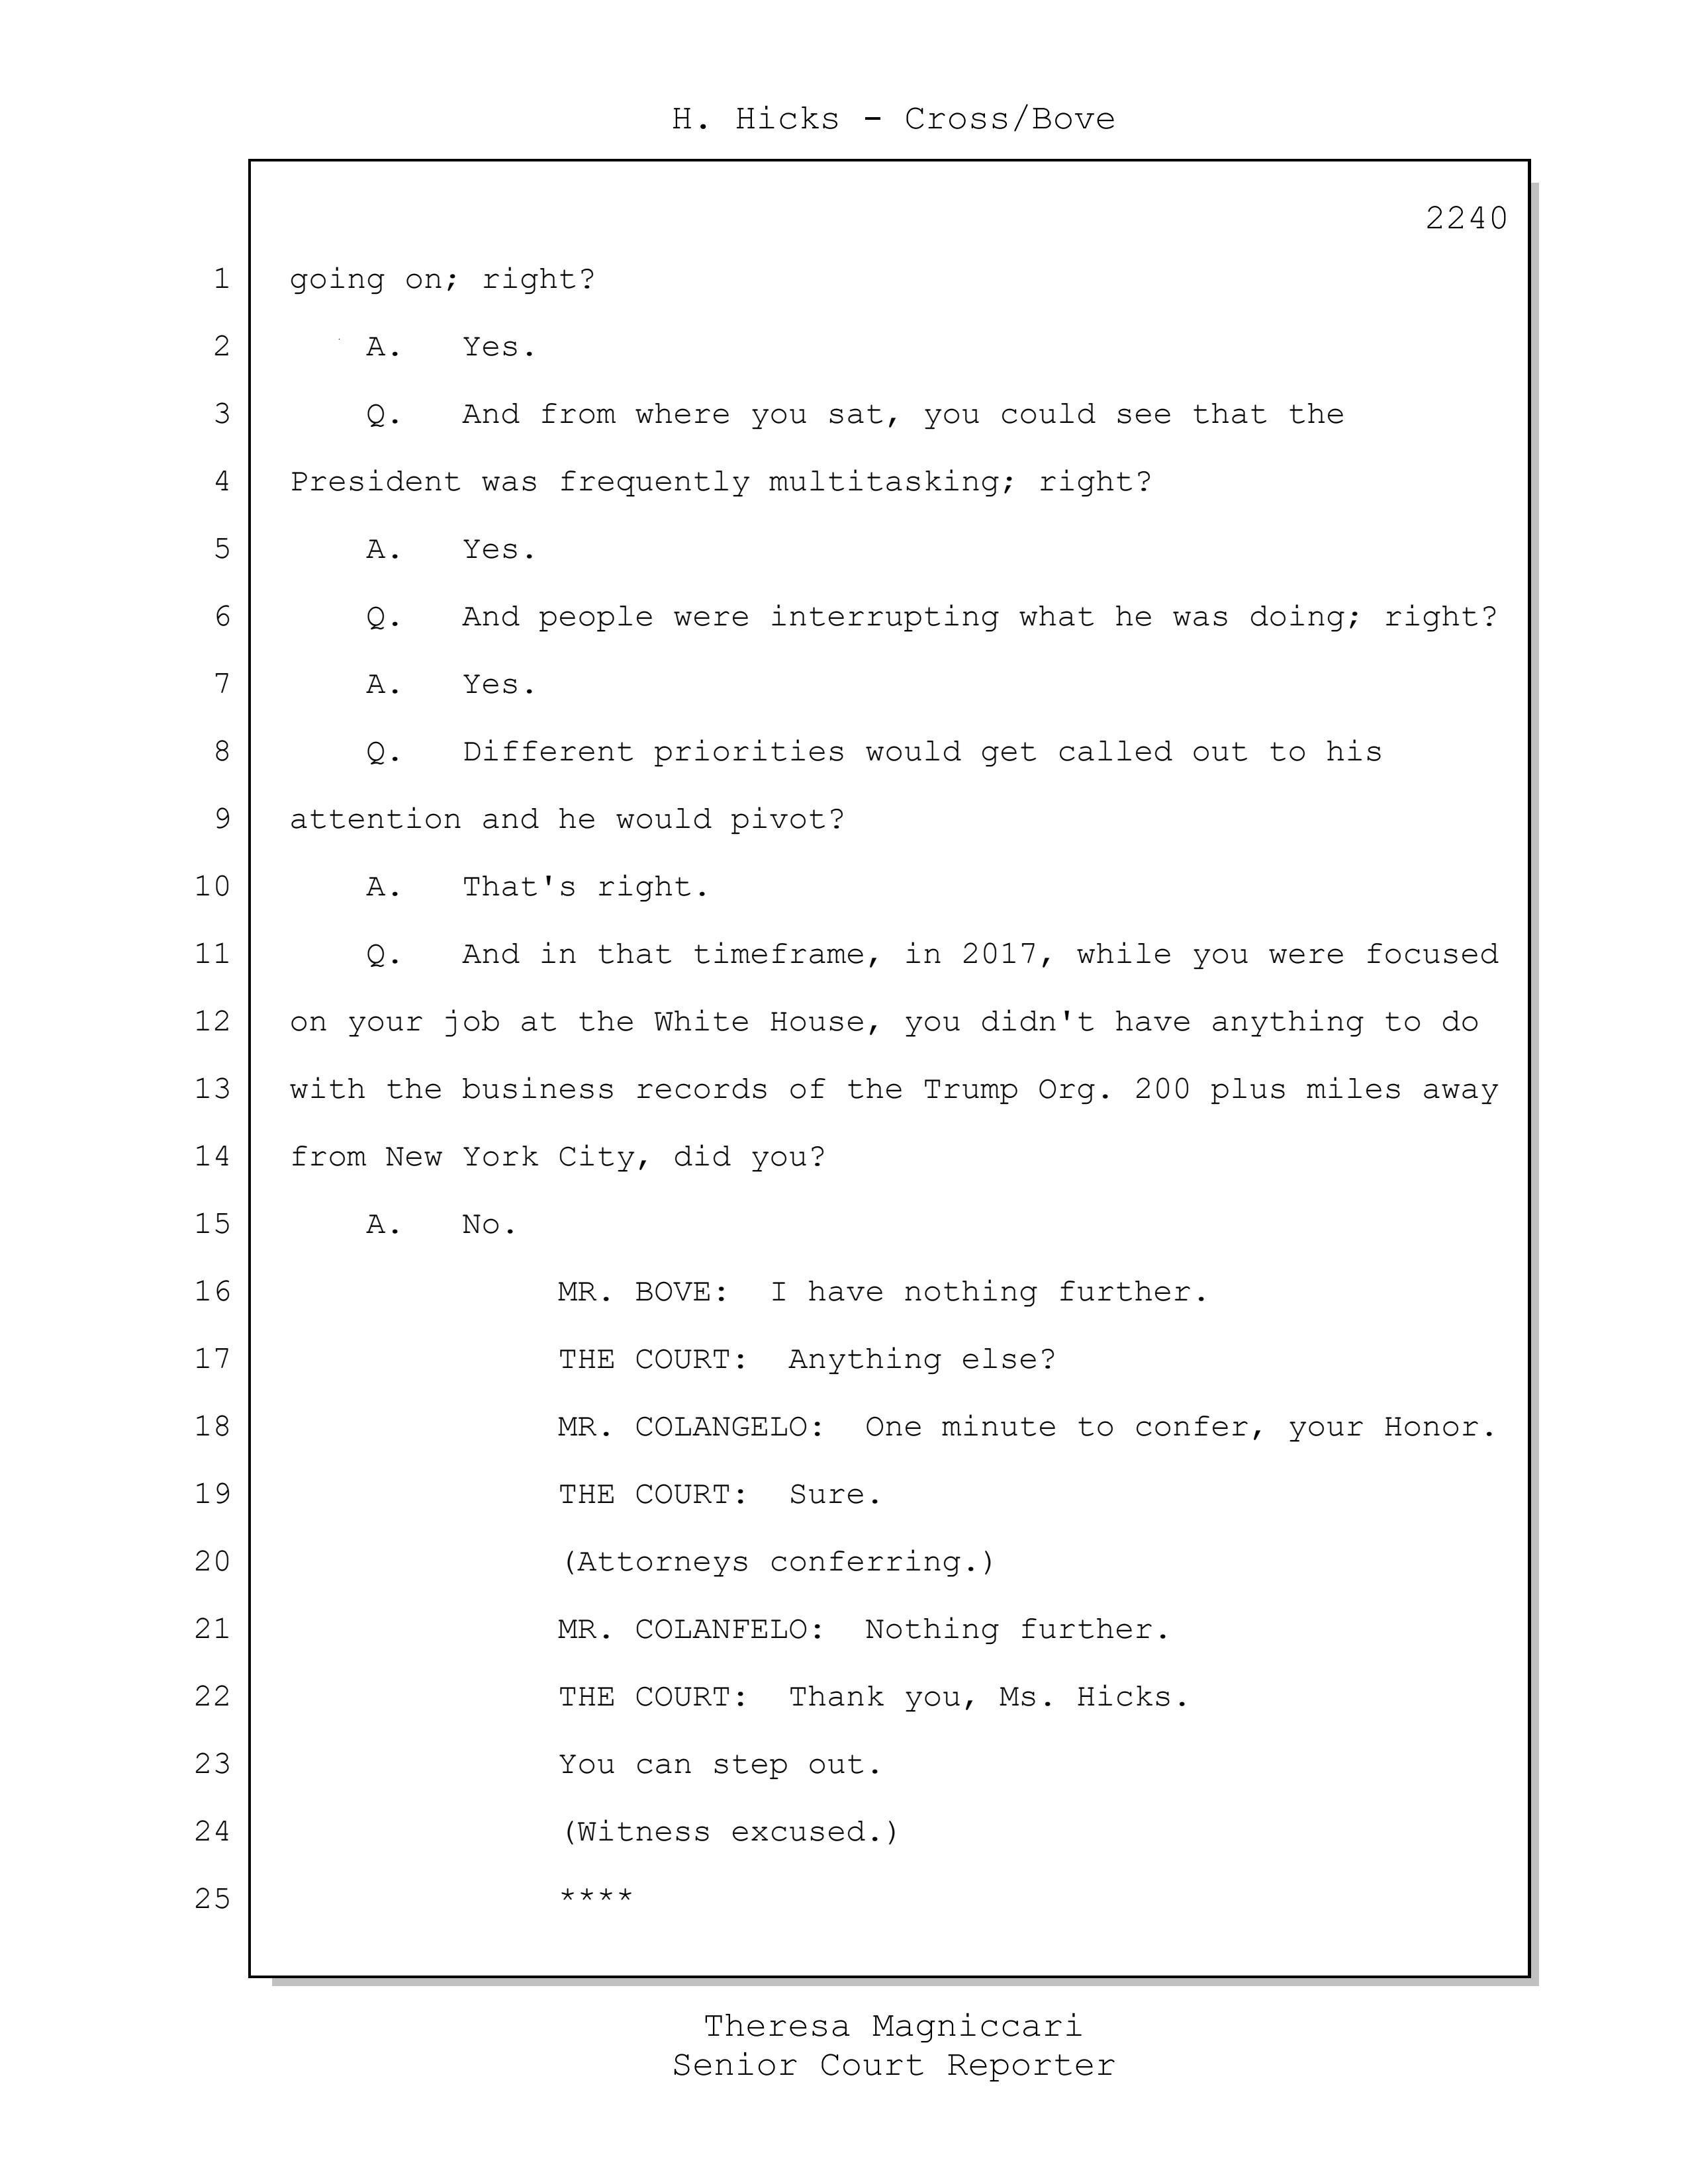 H. Hicks - Cross/Bove
2240
1 going on; right?
2 A. Yes.
3 Q. And from where you sat, you could see that the
4 President was frequently multitasking; right?
5 A. Yes.
6 Q. And people were interrupting what he was doing; right?
7 A. Yes.
8 Q. Different priorities would get called out to his
9 attention and he would pivot?
10 A. That's right.
11 Q. And in that timeframe, in 2017, while you were focused
12 on your job at the White House, you didn't have anything to do
13 with the business records of the Trump Org. 200 plus miles away
14 from New York City, did you?
15 A. No.
16 MR. BOVE: I have nothing further.
17 THE COURT: Anything else?
18 MR. COLANGELO: One minute to confer, your Honor.
19 THE COURT: Sure.
20 (Attorneys conferring.)
21 MR. COLANFELO: Nothing further.
22 THE COURT: Thank you, Ms. Hicks.
23 You can step out.
24 (Witness excused.)
25 ****
Theresa Magniccari
Senior Court Reporter